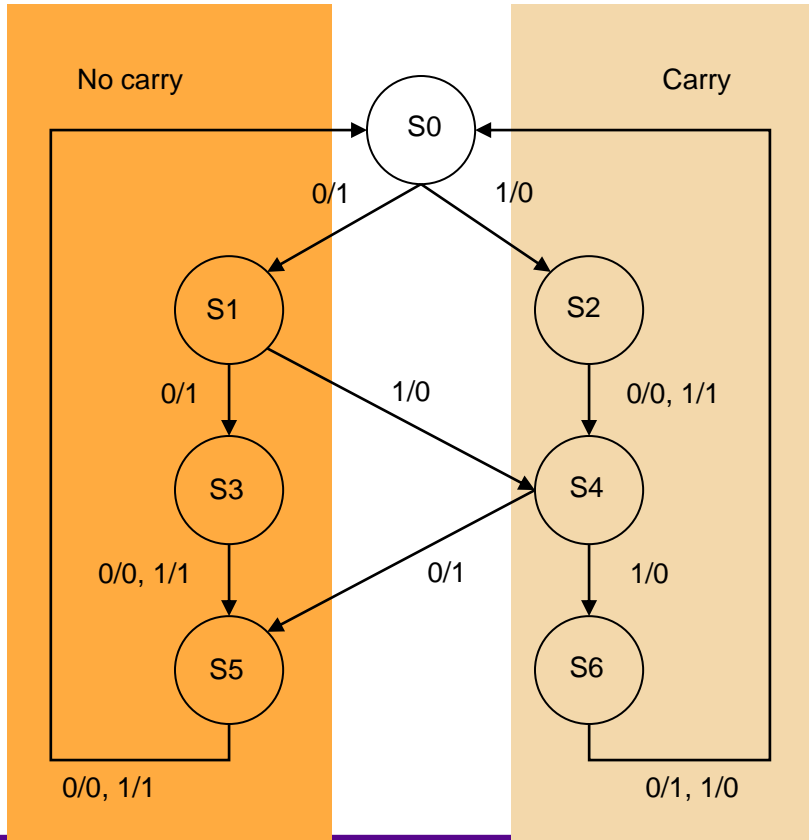 No carry
Carry
S0
0/1
1/0
S1
S2
0/1
1/0
0/0, 1/1
S3
S4
0/0, 1/1
0/1
1/0
S5
S6
0/0, 1/1
0/1, 1/0